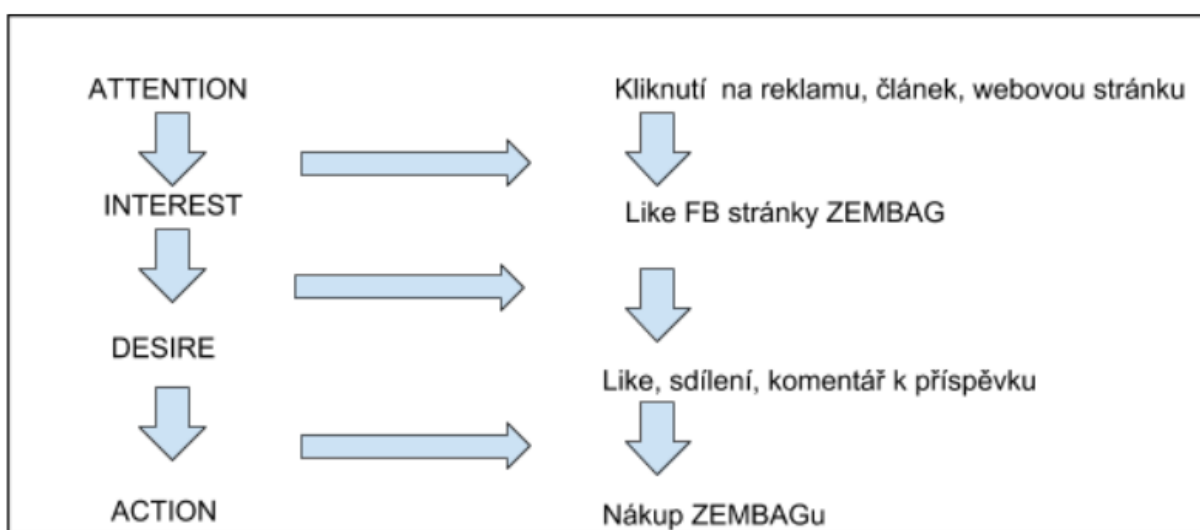 ATTENTION
Kliknutí na reklamu, článek, webovou stránku
INTEREST
Like FB stránky ZEMBAG
DESIRE
Like, sdílení, komentář k příspěvku
ACTION
Nákup ZEMBAGu